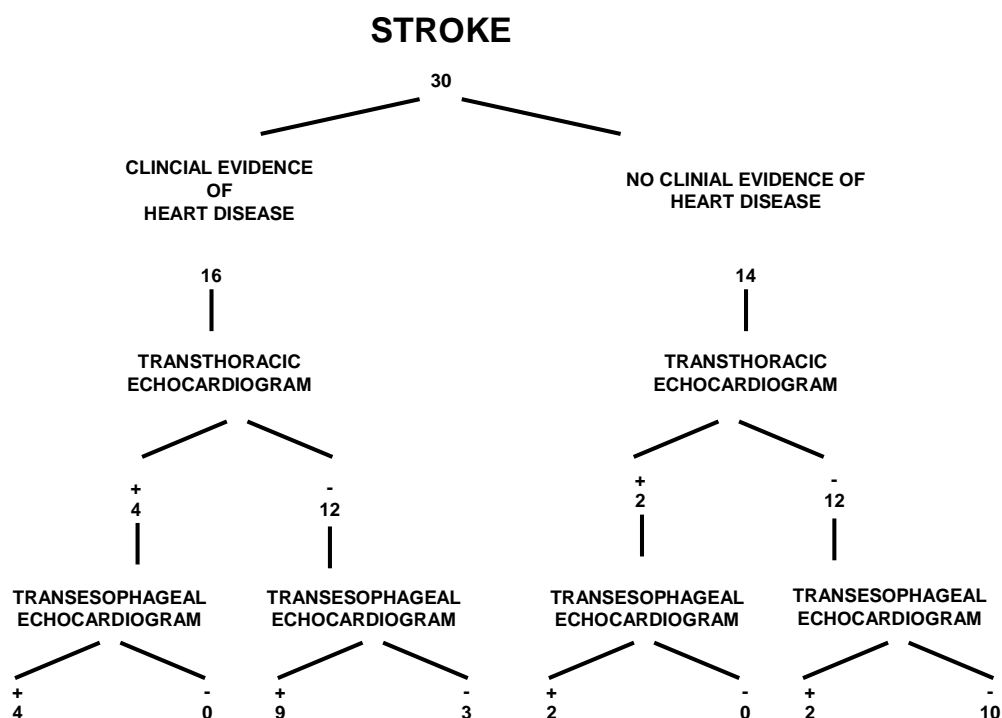 STROKE
30
CLINCIAL EVIDENCE
OF
HEART DISEASE
NO CLINIAL EVIDENCE OF
HEART DISEASE
16
14
TRANSTHORACIC
ECHOCARDIOGRAM
TRANSTHORACIC
ECHOCARDIOGRAM
+
4
-
12
+
2
-
12
TRANSESOPHAGEAL
ECHOCARDIOGRAM
TRANSESOPHAGEAL
ECHOCARDIOGRAM
TRANSESOPHAGEAL
ECHOCARDIOGRAM
TRANSESOPHAGEAL
ECHOCARDIOGRAM
+
4
-
0
+
9
-
3
+
2
-
0
+
2
-
10